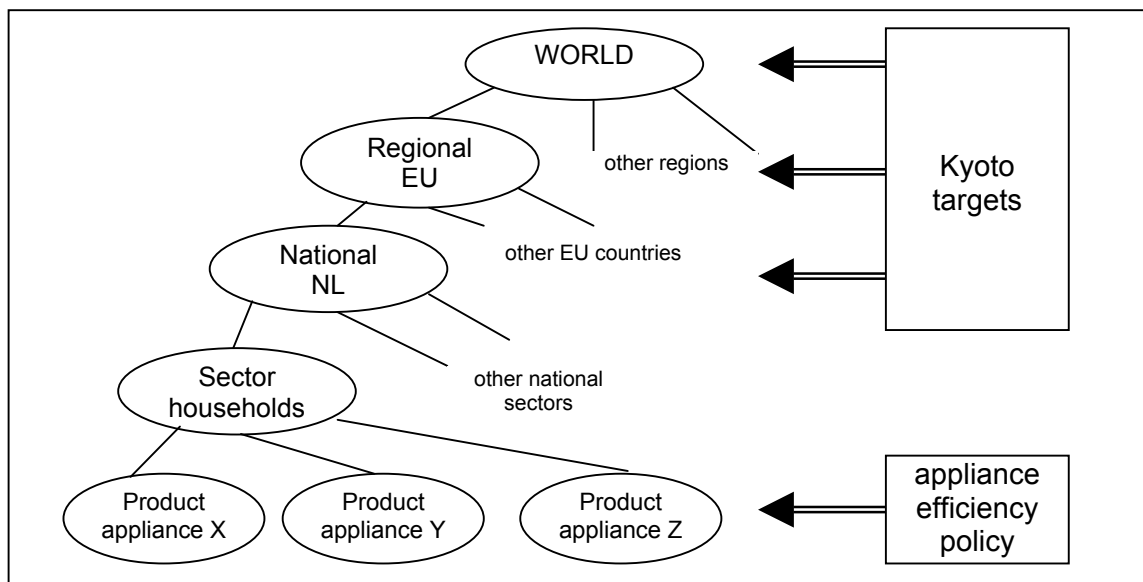 WORLD
Regional
EU
other regions
Kyoto
targets
National
NL
other EU countries
Sector
households
other national
sectors
Product
appliance X
Product
appliance Y
Product
appliance Z
appliance
efficiency
policy